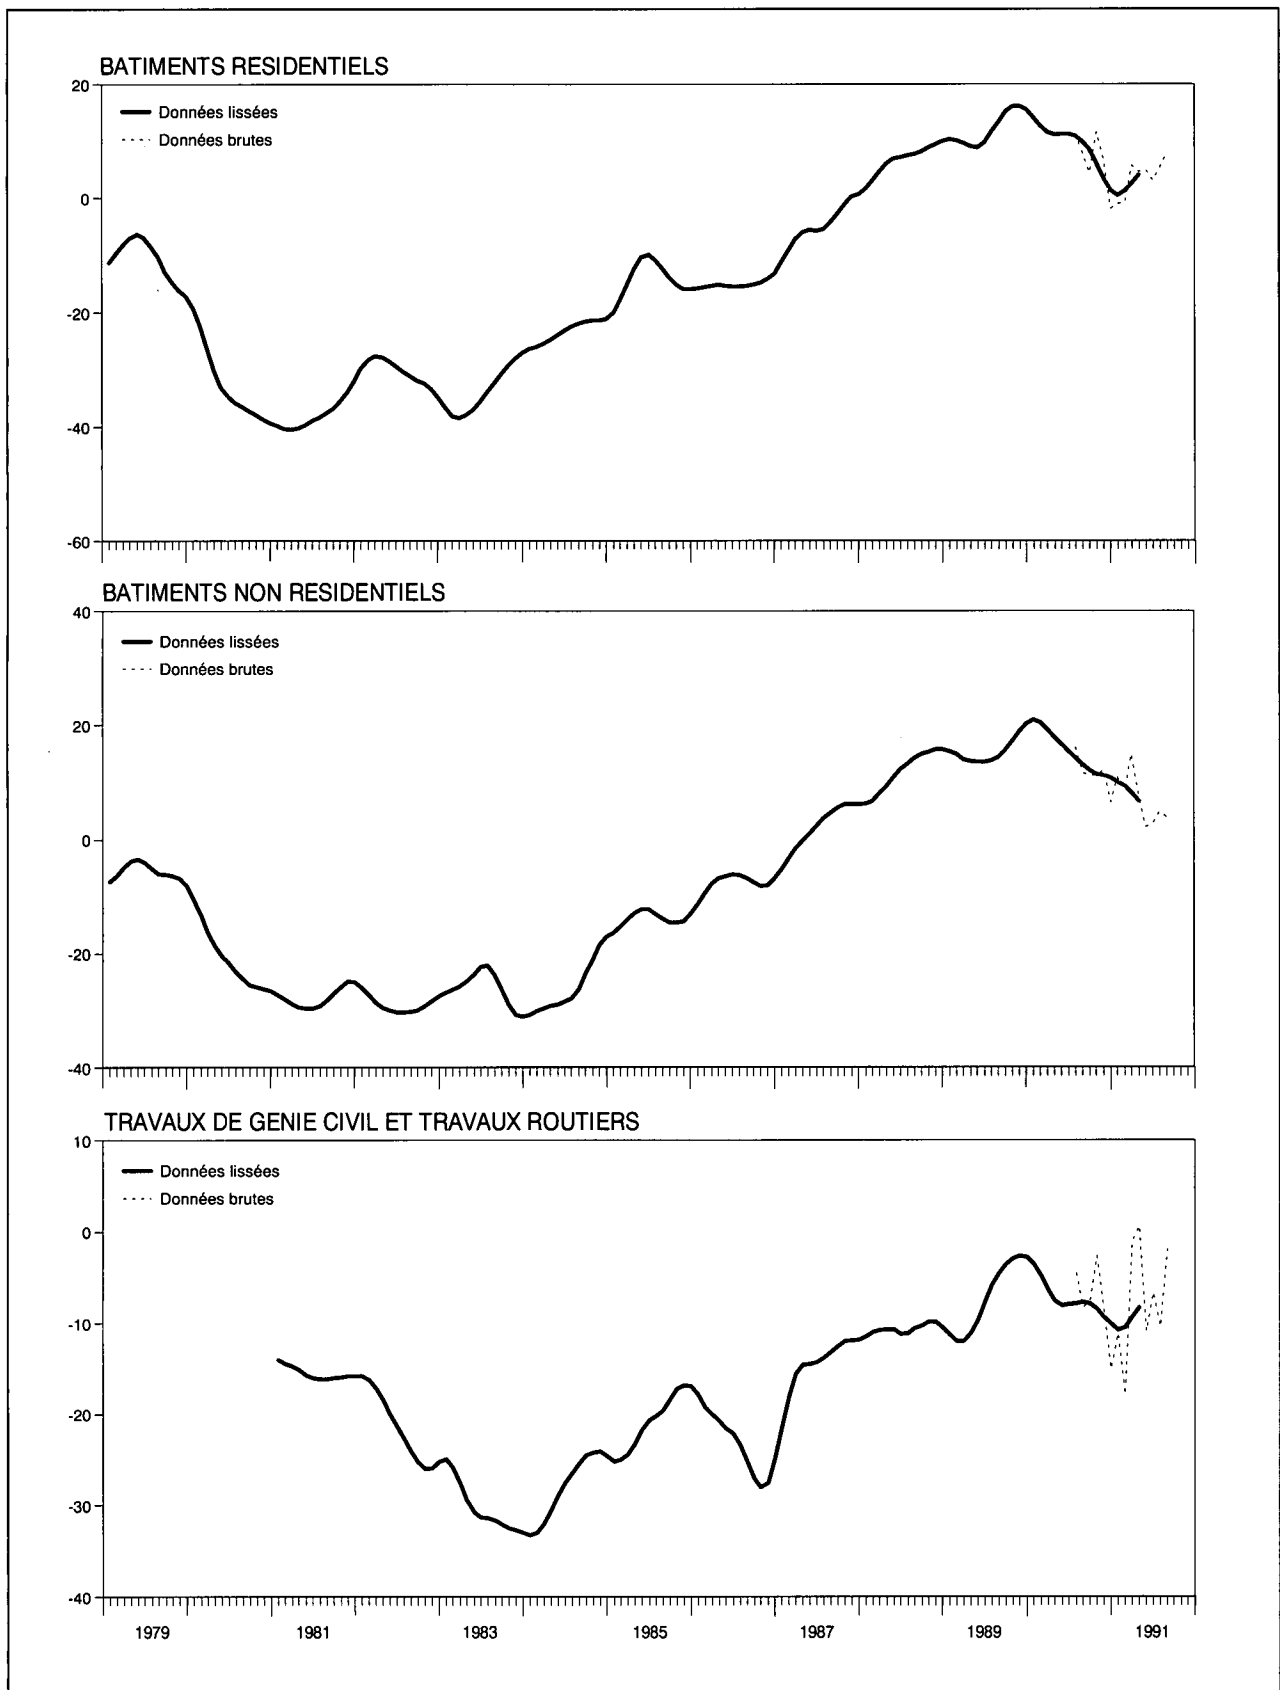 BATIMENTS RESIDENTIELS
20
Données lissées
Données brutes
0
-20
-40
-60
BATIMENTS NON RESIDENTIELS
40
Données lissées
Données brutes
20
0
-20
-40
TRAVAUX DE GENIE CIVIL ET TRAVAUX ROUTIERS
10
Données lissées
Données brutes
0
-10
-20
-30
-40
1979 1981 1983 1985 1987 1989 1991